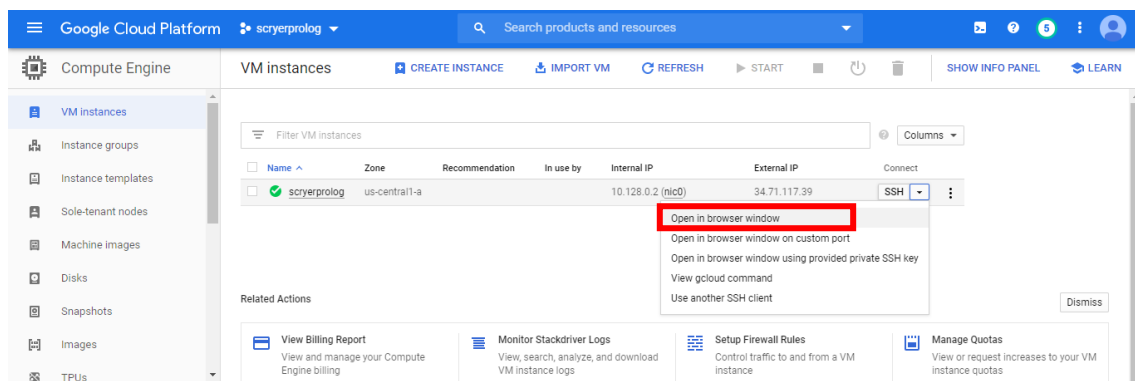 Google Cloud Platform scryerprolog Search products and resources 5
Compute Engine VM instances CREATE INSTANCE IMPORT VM REFRESH START SHOW INFO PANEL LEARN
VM instances
Instance groups
Instance templates
Sole-tenant nodes
Machine images
Disks
Snapshots
Images
TPUs
Filter VM instances Columns
Name Zone Recommendation In use by Internal IP External IP Connect
scryerprolog us-central1-a 10.128.0.2 (nic0) 34.71.117.39 SSH
Open in browser window
Open in browser window on custom port
Open in browser window using provided private SSH key
View gcloud command
Use another SSH client
Related Actions Dismiss
View Billing Report
View and manage your Compute
Engine billing
Monitor Stackdriver Logs
View, search, analyze, and download
VM instance logs
Setup Firewall Rules
Control traffic to and from a VM
instance
Manage Quotas
View or request increases to your VM
instance quotas